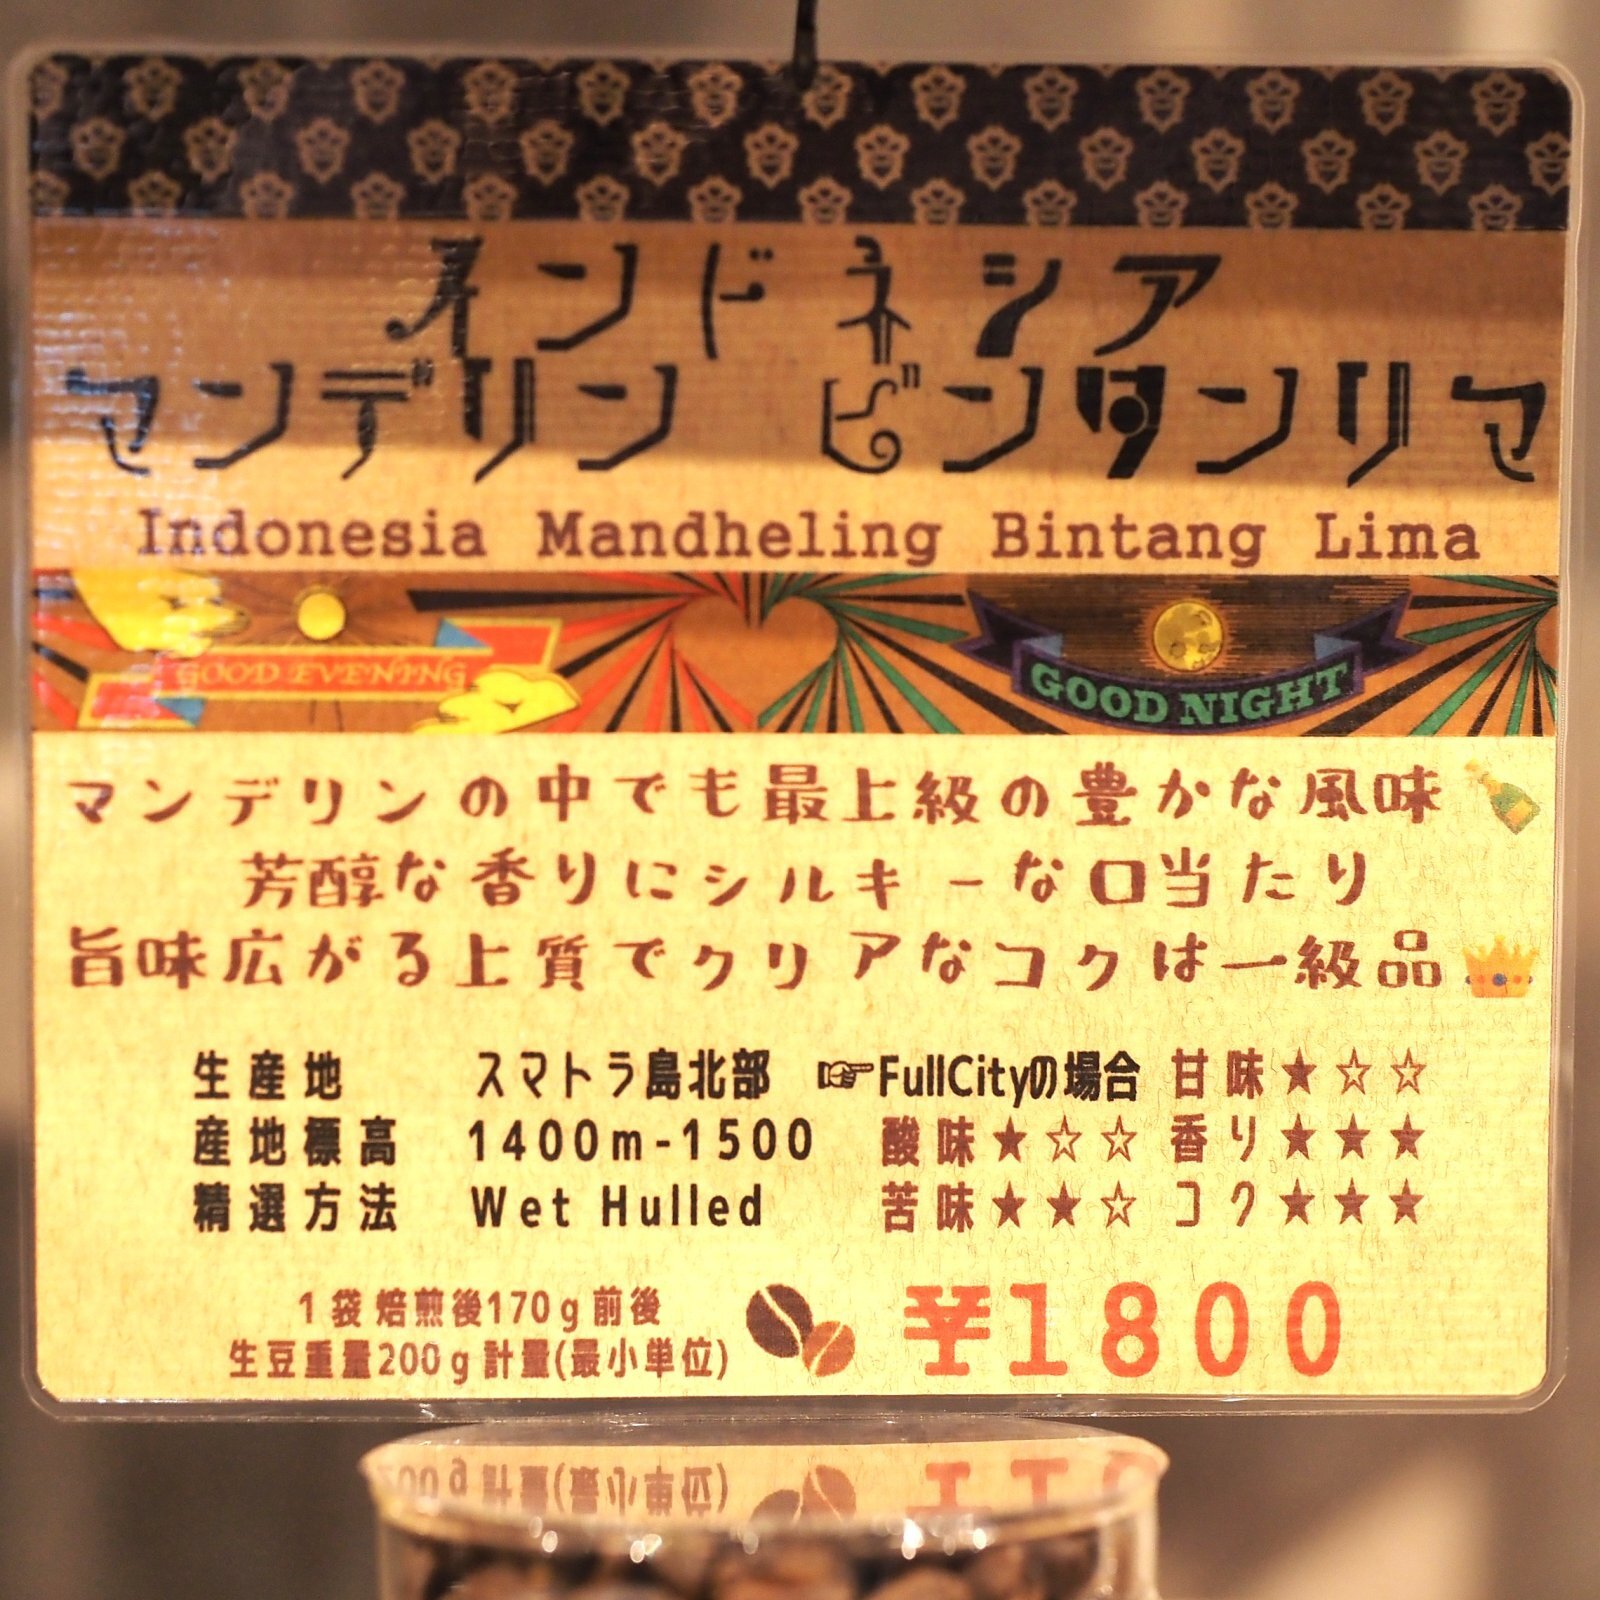 インドネシア
マンデリン ビンタンリマ
Indonesia Mandheling Bintang Lima
GOOD EVENING
GOOD NIGHT
マンデリンの中でも最上級の豊かな風味
芳醇な香りにシルキーな口当たり
旨味広がる上質でクリアなコクは一級品
生産地 スマトラ島北部 ☞FullCityの場合 甘味★☆☆
産地標高 1400m-1500 酸味★☆☆ 香り★★★
精選方法 Wet Hulled 苦味★★☆ コク★★★
1袋 焙煎後170g前後
生豆重量200g計量(最小単位)
¥1800